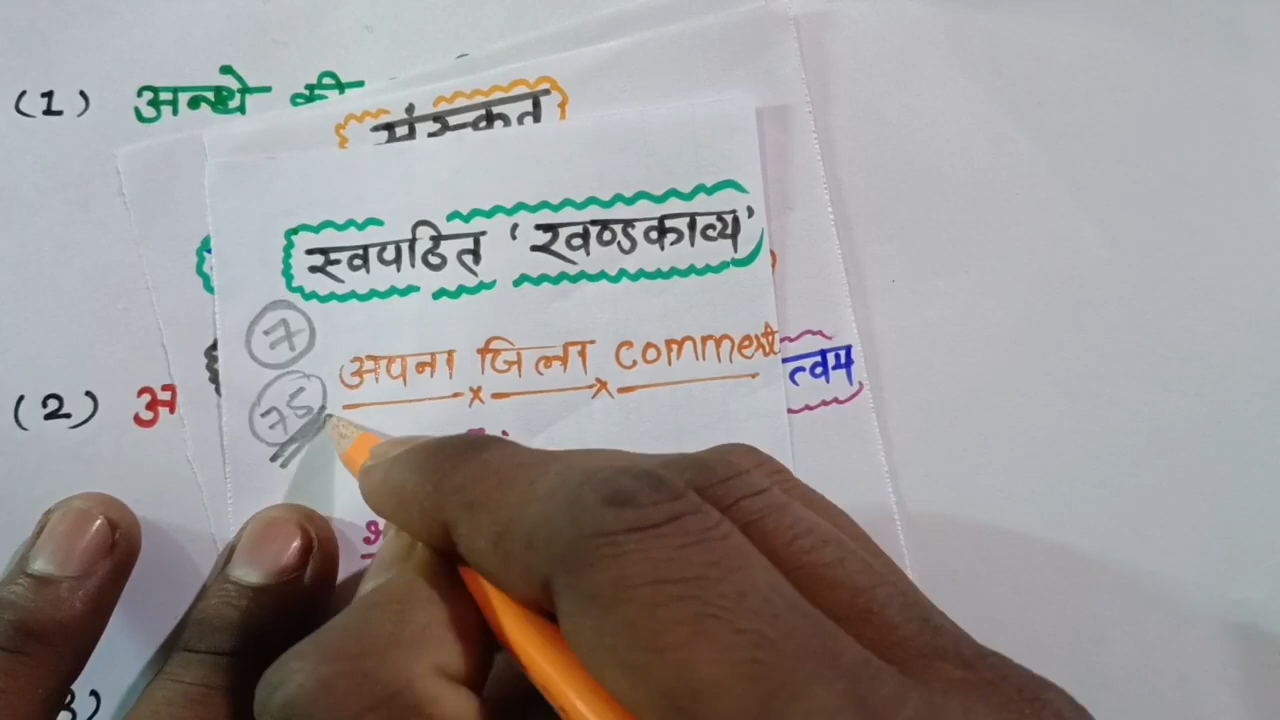 (1) अन्धे की
संस्कृत
स्वपठित 'खण्डकाव्य'
7
अपना जिला comment
75
त्वम
(2) अ